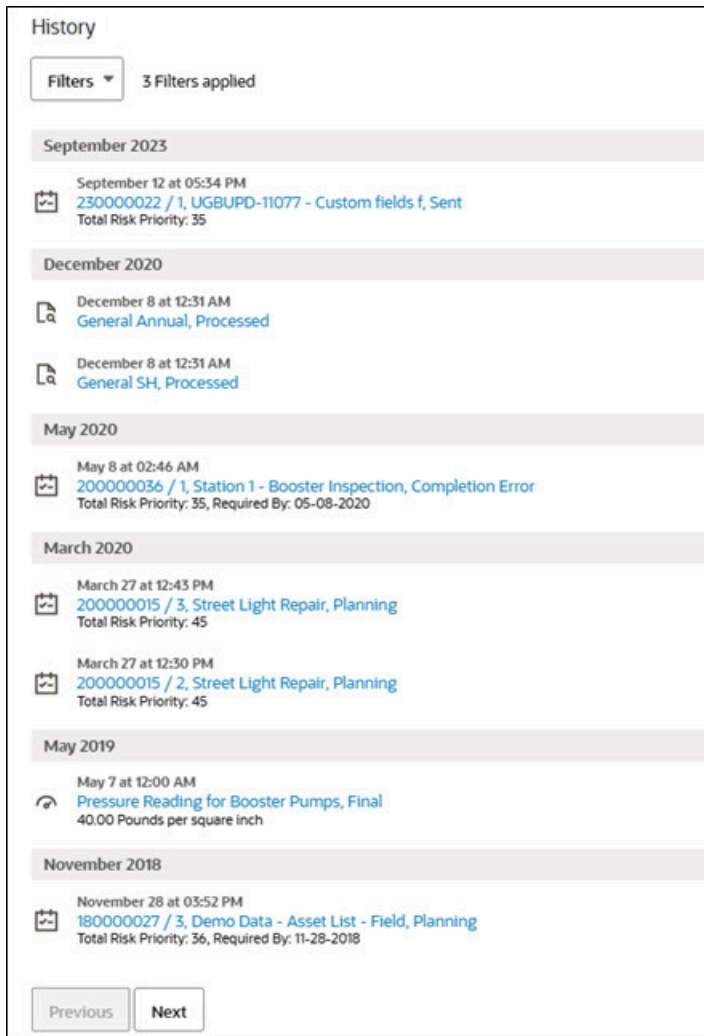 History
Filters
3 Filters applied
September 2023
September 12 at 05:34 PM
230000022 / 1, UGBUPD-11077 - Custom fields f, Sent
Total Risk Priority: 35
December 2020
December 8 at 12:31 AM
General Annual, Processed
December 8 at 12:31 AM
General SH, Processed
May 2020
May 8 at 02:46 AM
200000036 / 1, Station 1 - Booster Inspection, Completion Error
Total Risk Priority: 35, Required By: 05-08-2020
March 2020
March 27 at 12:43 PM
200000015 / 3, Street Light Repair, Planning
Total Risk Priority: 45
March 27 at 12:30 PM
200000015 / 2, Street Light Repair, Planning
Total Risk Priority: 45
May 2019
May 7 at 12:00 AM
Pressure Reading for Booster Pumps, Final
40.00 Pounds per square inch
November 2018
November 28 at 03:52 PM
180000027 / 3, Demo Data - Asset List - Field, Planning
Total Risk Priority: 36, Required By: 11-28-2018
Previous
Next